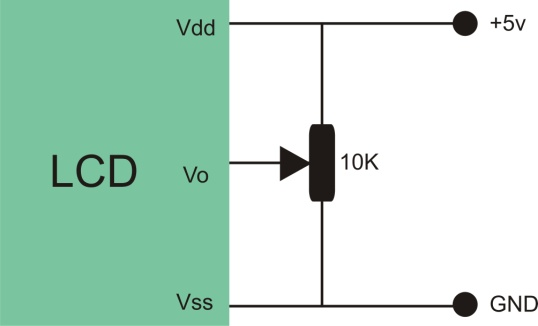 Vdd
+5v
LCD
Vo
10K
Vss
GND